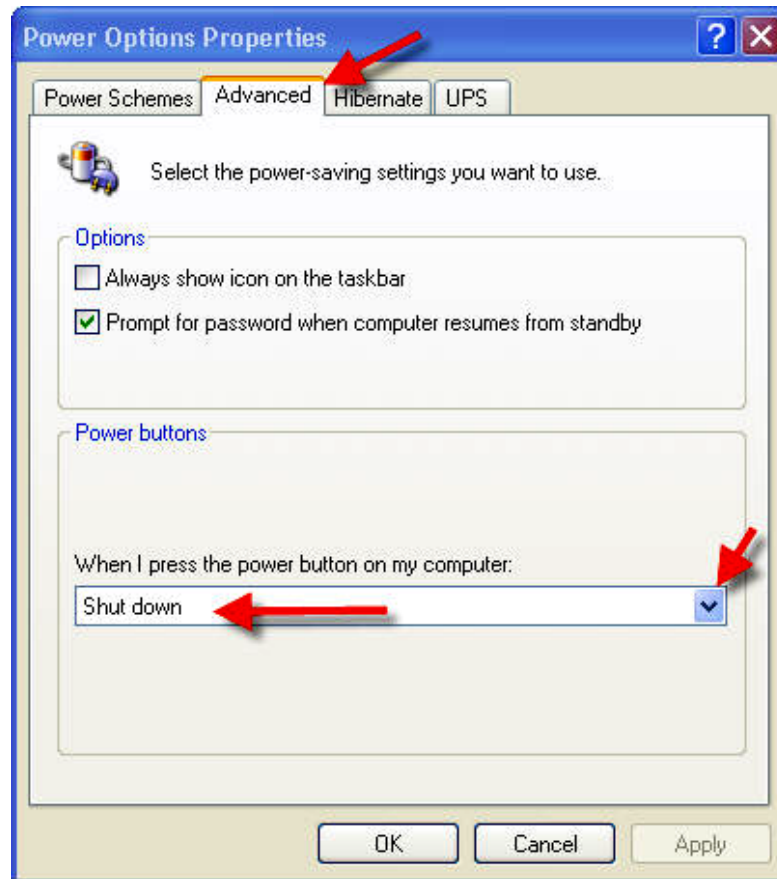 Power Options Properties
Power Schemes Advanced Hibernate UPS
Select the power-saving settings you want to use.
Options
Always show icon on the taskbar
Prompt for password when computer resumes from standby
Power buttons
When I press the power button on my computer:
Shut down
OK Cancel Apply